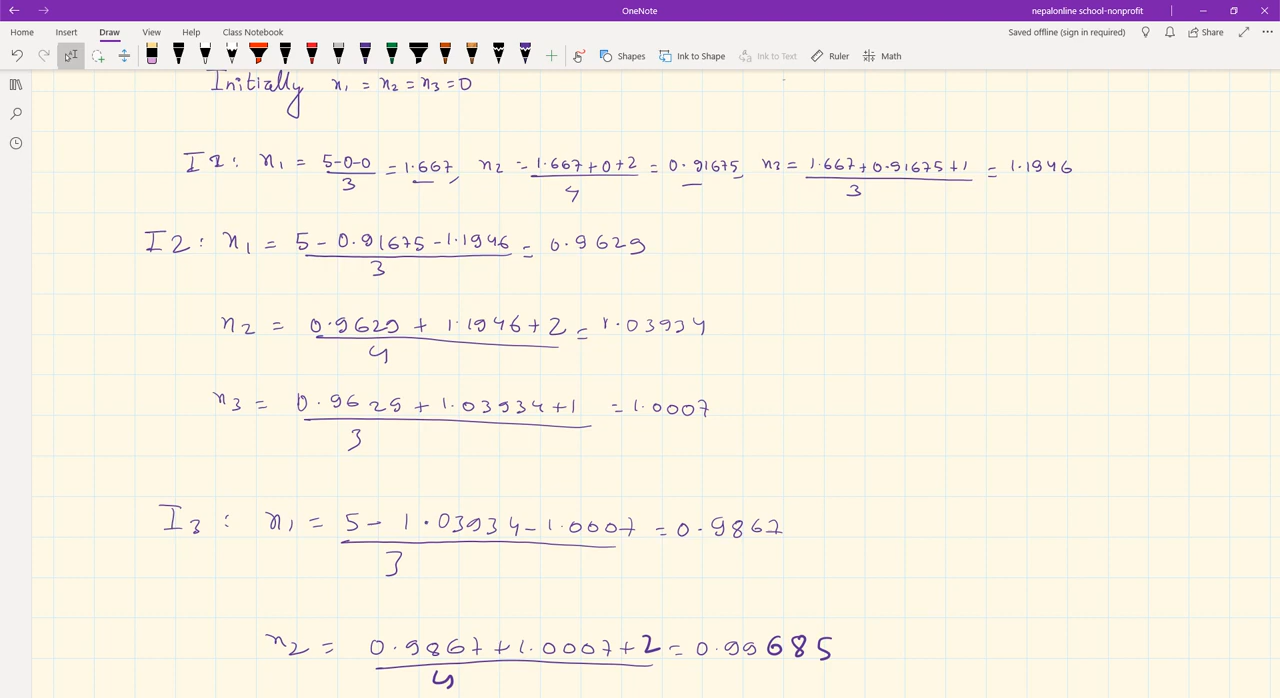 OneNote
nepalonline school-nonprofit
Home Insert Draw View Help Class Notebook
Saved offline (sign in required) Share
Shapes Ink to Shape Ink to Text Ruler Math
Initially x₁ = x₂ = x₃ = 0
I1: x₁ = (5-0-0)/3 = 1.667, x₂ = (1.667+0+2)/4 = 0.91675, x₃ = (1.667+0.91675+1)/3 = 1.1946
I2: x₁ = (5-0.91675-1.1946)/3 = 0.9629
x₂ = (0.9629+1.1946+2)/4 = 1.03934
x₃ = (0.9629+1.03934+1)/3 = 1.0007
I3: x₁ = (5-1.03934-1.0007)/3 = 0.9867
x₂ = (0.9867+1.0007+2)/4 = 0.99685